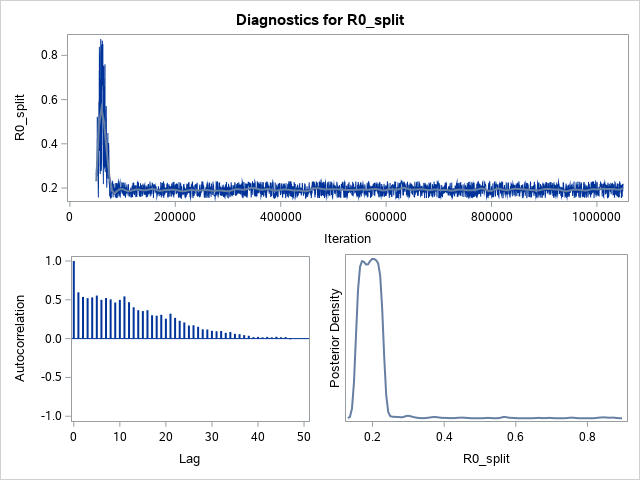 Diagnostics for R0_split
R0_split
0.8
0.6
0.4
0.2
0 200000 400000 600000 800000 1000000
Iteration
Autocorrelation
1.0
0.5
0.0
-0.5
-1.0
0 10 20 30 40 50
Lag
Posterior Density
0.2 0.4 0.6 0.8
R0_split